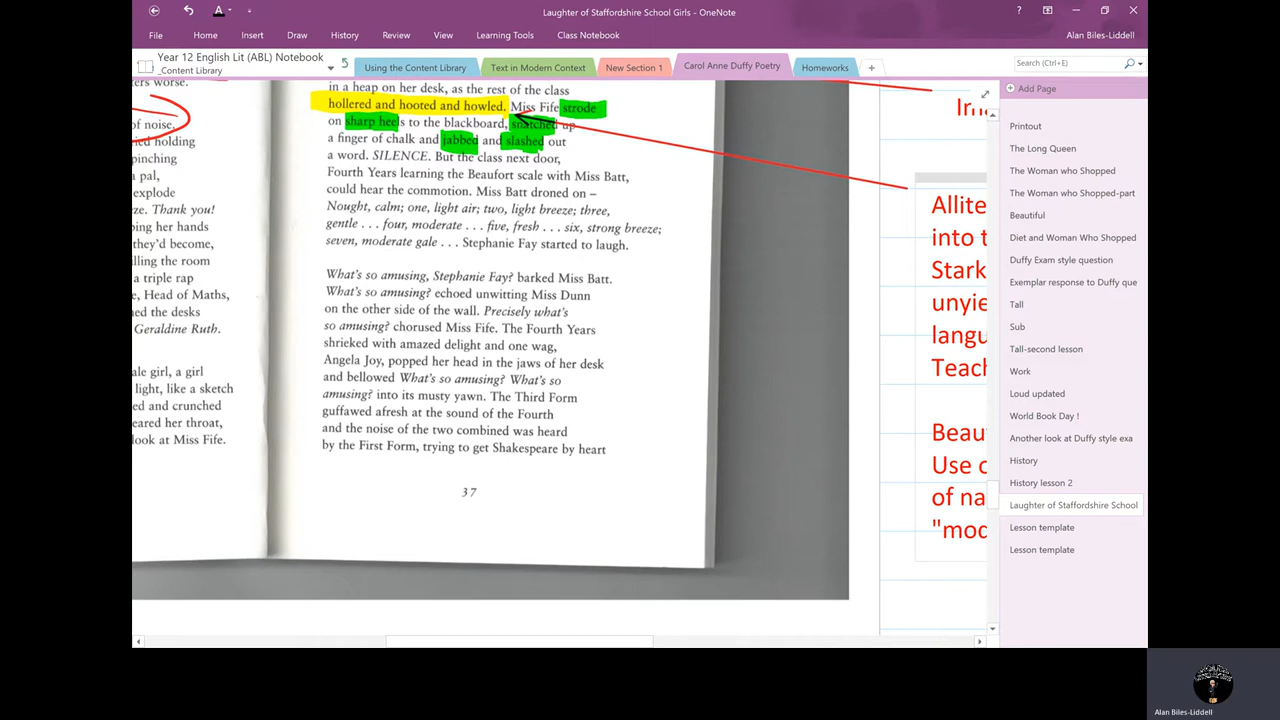 Laughter of Staffordshire School Girls - OneNote
File Home Insert Draw History Review View Learning Tools Class Notebook
Alan Biles-Liddell
Year 12 English Lit (ABL) Notebook
_Content Library
Using the Content Library
Text in Modern Context
New Section 1
Carol Anne Duffy Poetry
Homeworks
Search (Ctrl+E)
of noise.
holding
pinching
a pal,
explode
Thank you!
her hands
they'd become,
the room
a triple rap
Head of Maths,
the desks
Geraldine Ruth.
girl, a girl
light, like a sketch
and crunched
her throat,
look at Miss Fife.
in a heap on her desk, as the rest of the class
hollered and hooted and howled. Miss Fife strode
on sharp heels to the blackboard, snatched up
a finger of chalk and jabbed and slashed out
a word. SILENCE. But the class next door,
Fourth Years learning the Beaufort scale with Miss Batt,
could hear the commotion. Miss Batt droned on –
Nought, calm; one, light air; two, light breeze; three,
gentle . . . four, moderate . . . five, fresh . . . six, strong breeze;
seven, moderate gale . . . Stephanie Fay started to laugh.
What's so amusing, Stephanie Fay? barked Miss Batt.
What's so amusing? echoed unwitting Miss Dunn
on the other side of the wall. Precisely what's
so amusing? chorused Miss Fife. The Fourth Years
shrieked with amazed delight and one wag,
Angela Joy, popped her head in the jaws of her desk
and bellowed What's so amusing? What's so
amusing? into its musty yawn. The Third Form
guffawed afresh at the sound of the Fourth
and the noise of the two combined was heard
by the First Form, trying to get Shakespeare by heart
37
Allite
into t
Stark
unyie
langu
Teach
Beau
Use o
of na
"mod
Add Page
Printout
The Long Queen
The Woman who Shopped
The Woman who Shopped-part
Beautiful
Diet and Woman Who Shopped
Duffy Exam style question
Exemplar response to Duffy que
Tall
Sub
Tall-second lesson
Work
Loud updated
World Book Day !
Another look at Duffy style exa
History
History lesson 2
Laughter of Staffordshire School
Lesson template
Lesson template
Alan Biles-Liddell